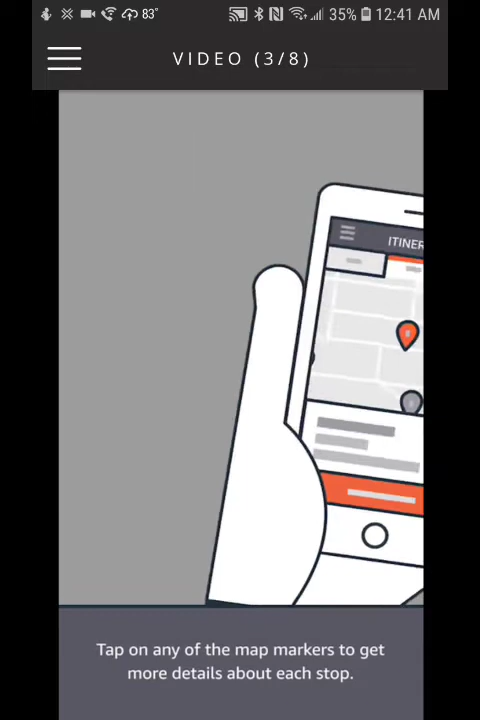 83° 35% 12:41 AM
VIDEO (3/8)
ITINER
Tap on any of the map markers to get
more details about each stop.